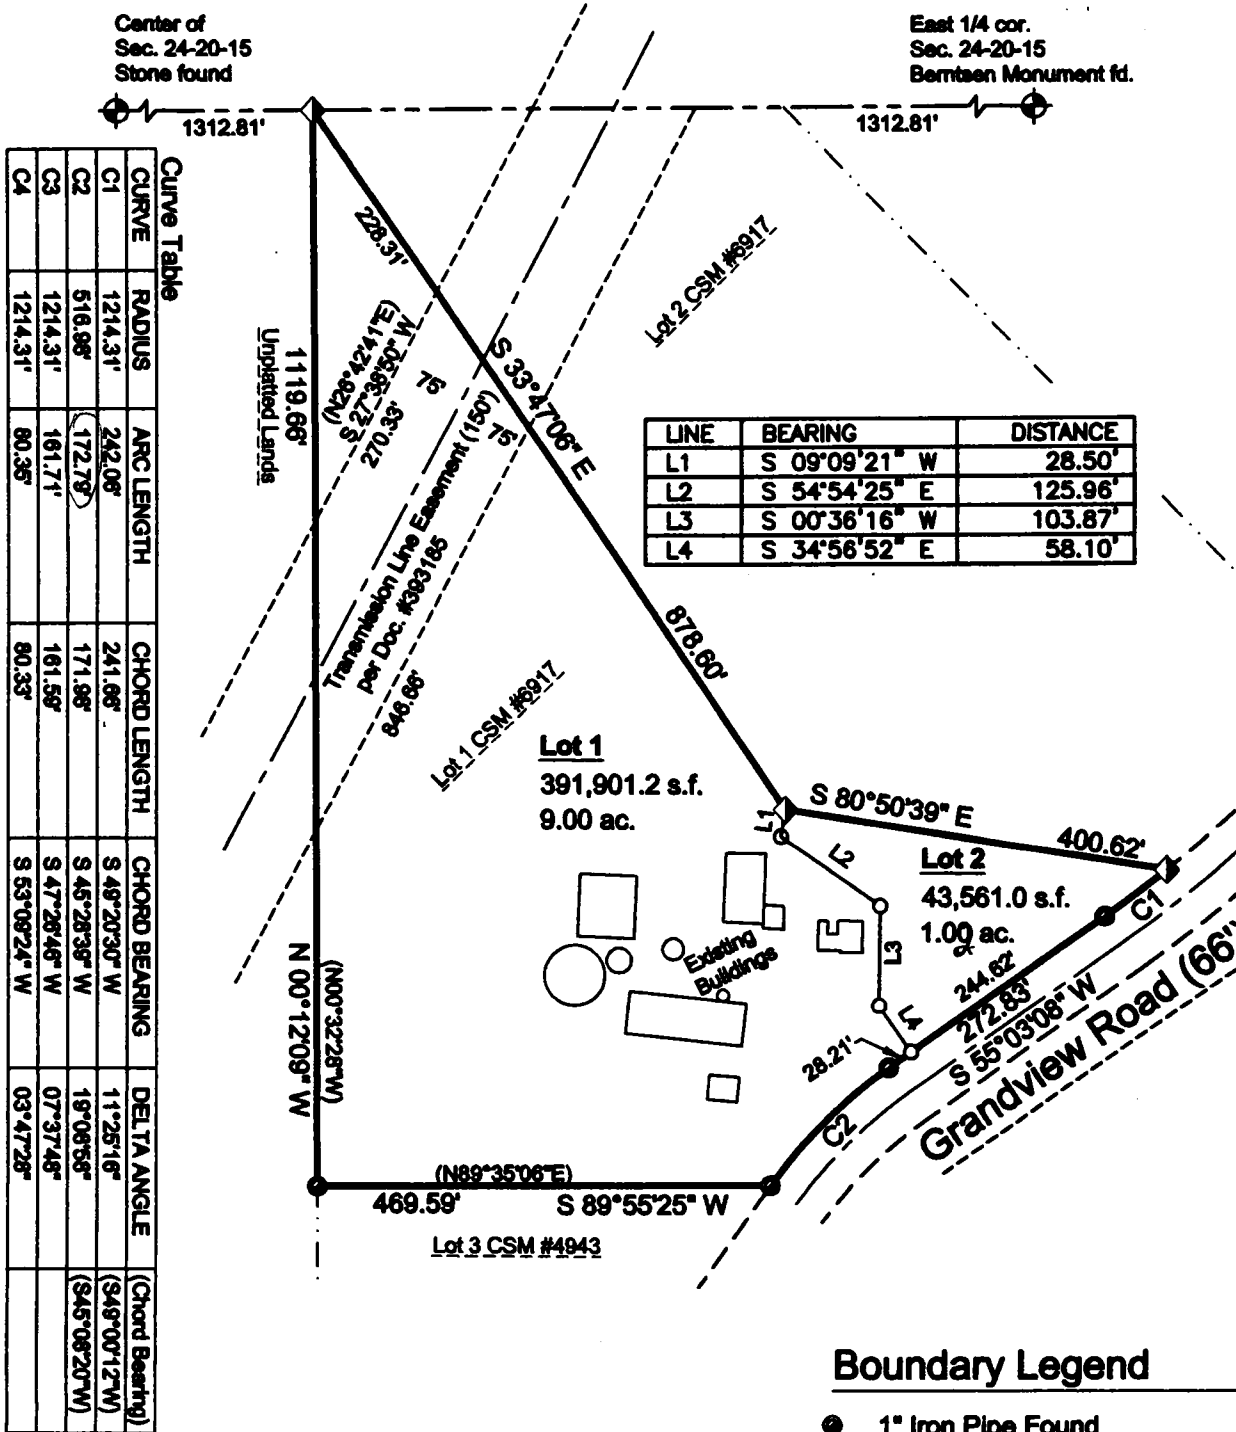 Center of
Sec. 24-20-15
Stone found
East 1/4 cor.
Sec. 24-20-15
Berntsen Monument fd.
1312.81'
1312.81'
Curve Table
CURVE RADIUS ARC LENGTH CHORD LENGTH CHORD BEARING DELTA ANGLE (Chord Bearing)
C1 1214.31' 242.06' 241.66' S 49°20'30" W 11°25'16" (S49°00'12"W)
C2 516.98' 172.79' 171.98' S 45°28'39" W 19°08'58" (S45°08'20"W)
C3 1214.31' 161.71' 161.59' S 47°26'46" W 07°37'48"
C4 1214.31' 80.35' 80.33' S 53°09'24" W 03°47'28"
228.31'
Lot 2 CSM #6917
1119.66'
Unplatted Lands
(N26°42'41"E)
S 27°38'50" W
270.33'
75'
75'
S 33°47'06" E
Transmission Line Easement (150')
per Doc. #393185
846.66'
878.60'
LINE BEARING DISTANCE
L1 S 09°09'21" W 28.50'
L2 S 54°54'25" E 125.96'
L3 S 00°36'16" W 103.87'
L4 S 34°56'52" E 58.10'
Lot 1 CSM #6917
Lot 1
391,901.2 s.f.
9.00 ac.
S 80°50'39" E
400.62'
L1
L2
Lot 2
43,561.0 s.f.
1.00 ac.
C1
L3
Existing
Buildings
244.62'
272.83'
S 55°03'08" W
L4
28.21'
Grandview Road (66')
C2
N 00°12'09" W
(N00°32'28"W)
(N89°35'06"E)
469.59' S 89°55'25" W
Lot 3 CSM #4943
Boundary Legend
1" Iron Pipe Found